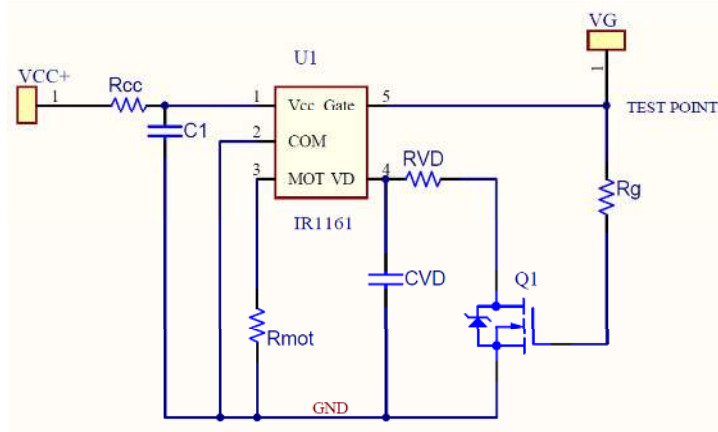 VG
1
U1
VCC+
1
Rcc
1
Vcc Gate
5
TEST POINT
C1
2
COM
3
MOT VD
4
RVD
Rg
IR1161
CVD
Q1
Rmot
GND